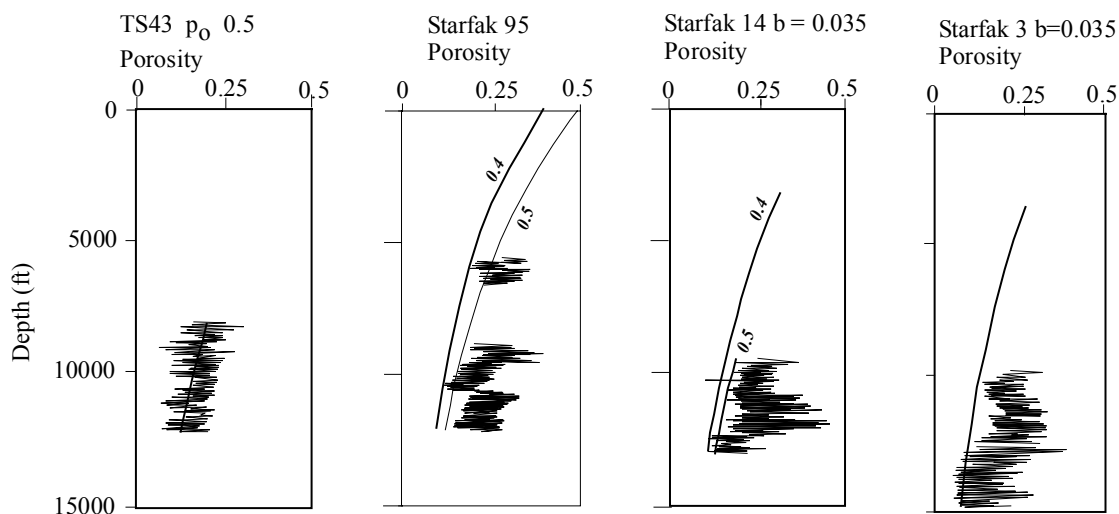 TS43 p₀ 0.5
Porosity
0 0.25 0.5
Starfak 95
Porosity
0 0.25 0.5
Starfak 14 b = 0.035
Porosity
0 0.25 0.5
Starfak 3 b=0.035
Porosity
0 0.25 0.5
0
5000
10000
15000
Depth (ft)
0.4
0.5
0.4
0.5